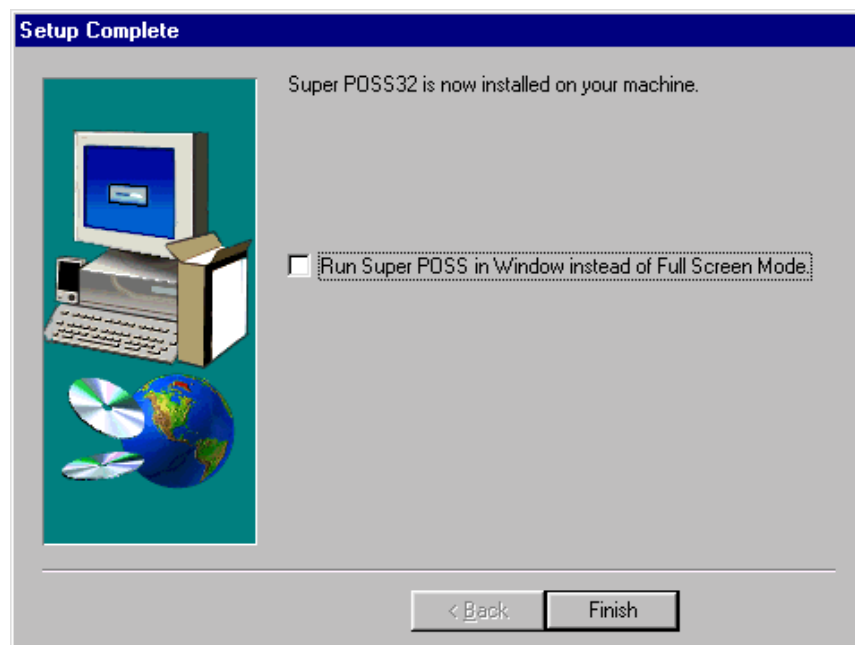 Setup Complete
Super POSS32 is now installed on your machine.
Run Super POSS in Window instead of Full Screen Mode.
< Back
Finish